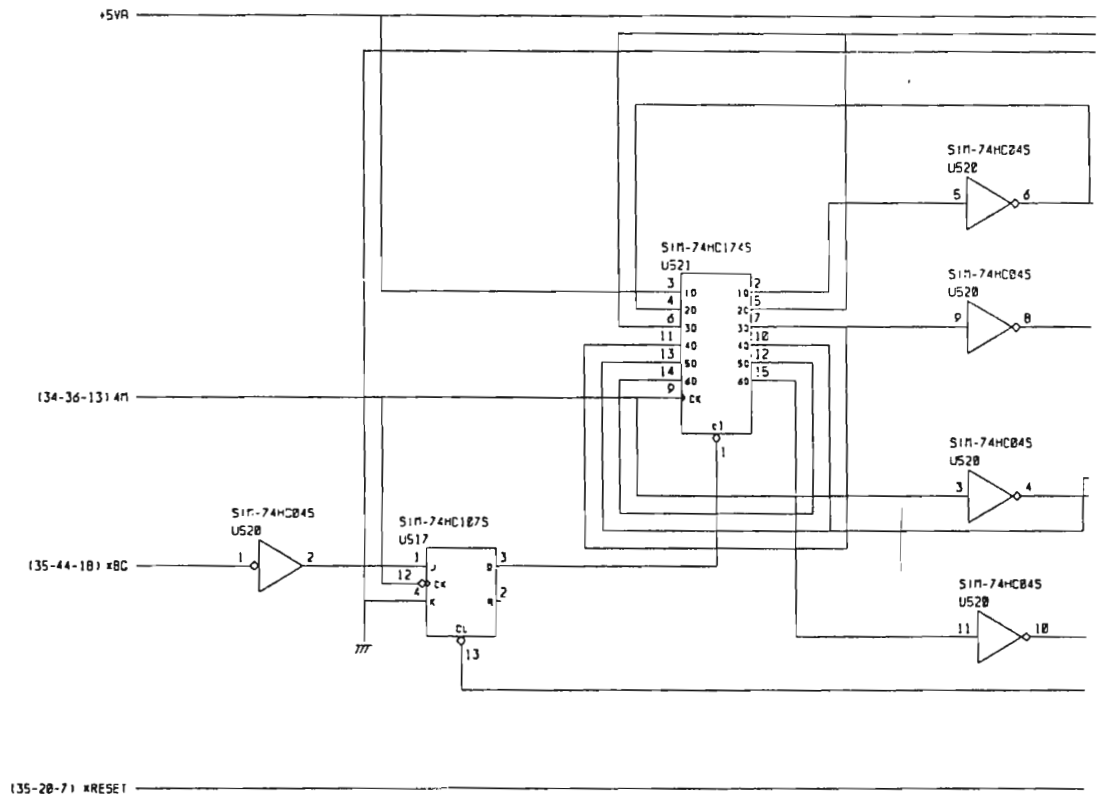 +5VA
SIM-74HC04S
U520
5 6
SIM-74HC174S
U521
SIM-74HC04S
U520
9 8
3 1D 1Q 2
4 2D 2Q 5
6 3D 3Q 7
11 4D 4Q 10
13 5D 5Q 12
14 6D 6Q 15
9 CK
(34-36-13) 4M
cl
1
SIM-74HC04S
U520
3 4
SIM-74HC04S
U520
SIM-74HC107S
U517
(35-44-18) *BG
1 2
1 J Q 3
12 CK
4 K 2
CL
13
SIM-74HC04S
U520
11 10
(35-20-7) *RESET